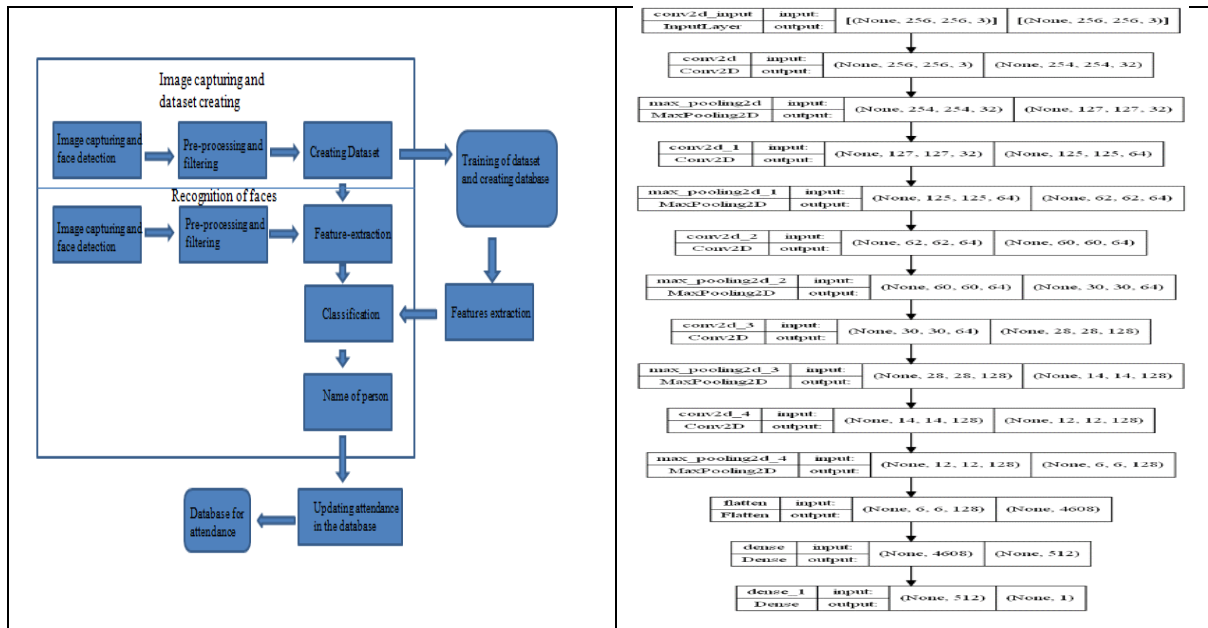 Image capturing and
dataset creating
Image capturing and
face detection
Pre-processing and
filtering
Creating Dataset
Training of dataset
and creating database
Recognition of faces
Image capturing and
face detection
Pre-processing and
filtering
Feature-extraction
Classification
Features extraction
Name of person
Updating attendance
in the database
Database for
attendance
conv2d_input input: [(None, 256, 256, 3)] [(None, 256, 256, 3)]
InputLayer output:
conv2d input: (None, 256, 256, 3) (None, 254, 254, 32)
Conv2D output:
max_pooling2d input: (None, 254, 254, 32) (None, 127, 127, 32)
MaxPooling2D output:
conv2d_1 input: (None, 127, 127, 32) (None, 125, 125, 64)
Conv2D output:
max_pooling2d_1 input: (None, 125, 125, 64) (None, 62, 62, 64)
MaxPooling2D output:
conv2d_2 input: (None, 62, 62, 64) (None, 60, 60, 64)
Conv2D output:
max_pooling2d_2 input: (None, 60, 60, 64) (None, 30, 30, 64)
MaxPooling2D output:
conv2d_3 input: (None, 30, 30, 64) (None, 28, 28, 128)
Conv2D output:
max_pooling2d_3 input: (None, 28, 28, 128) (None, 14, 14, 128)
MaxPooling2D output:
conv2d_4 input: (None, 14, 14, 128) (None, 12, 12, 128)
Conv2D output:
max_pooling2d_4 input: (None, 12, 12, 128) (None, 6, 6, 128)
MaxPooling2D output:
flatten input: (None, 6, 6, 128) (None, 4608)
Flatten output:
dense input: (None, 4608) (None, 512)
Dense output:
dense_1 input: (None, 512) (None, 1)
Dense output: